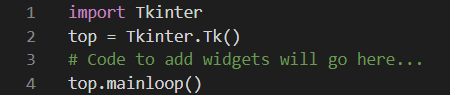 1 import Tkinter
2 top = Tkinter.Tk()
3 # Code to add widgets will go here...
4 top.mainloop()